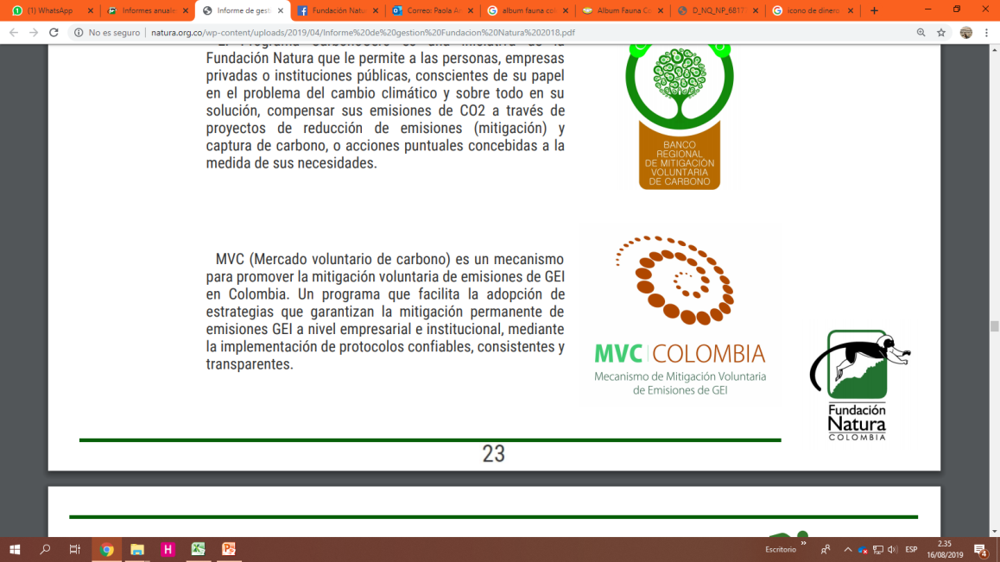 (1) WhatsApp
Informes anuale
Informe de gest
Fundación Natu
Correo: Paola A
album fauna col
Album Fauna Co
D_NQ_NP_6817
icono de dinero
No es seguro | natura.org.co/wp-content/uploads/2019/04/Informe%20de%20gestion%20Fundacion%20Natura%202018.pdf
Fundación Natura que le permite a las personas, empresas
privadas o instituciones públicas, conscientes de su papel
en el problema del cambio climático y sobre todo en su
solución, compensar sus emisiones de CO2 a través de
proyectos de reducción de emisiones (mitigación) y
captura de carbono, o acciones puntuales concebidas a la
medida de sus necesidades.
BANCO
REGIONAL
DE MITIGACIÓN
VOLUNTARIA
DE CARBONO
MVC (Mercado voluntario de carbono) es un mecanismo
para promover la mitigación voluntaria de emisiones de GEI
en Colombia. Un programa que facilita la adopción de
estrategias que garantizan la mitigación permanente de
emisiones GEI a nivel empresarial e institucional, mediante
la implementación de protocolos confiables, consistentes y
transparentes.
MVC | COLOMBIA
Mecanismo de Mitigación Voluntaria
de Emisiones de GEI
Fundación
Natura
COLOMBIA
23
Escritorio
ESP
2.35
16/08/2019
4